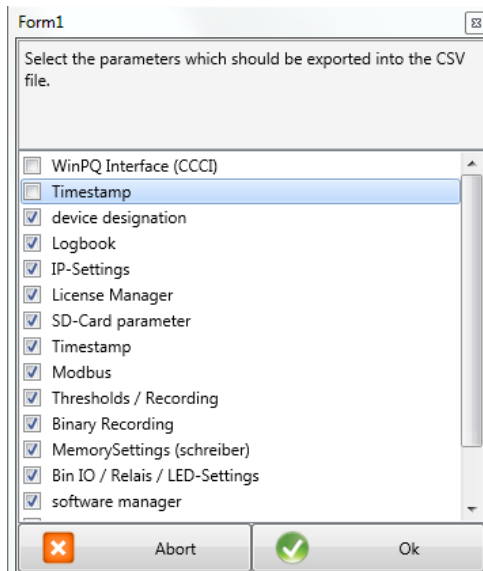 Form1
Select the parameters which should be exported into the CSV
file.
WinPQ Interface (CCCI)
Timestamp
device designation
Logbook
IP-Settings
License Manager
SD-Card parameter
Timestamp
Modbus
Thresholds / Recording
Binary Recording
MemorySettings (schreiber)
Bin IO / Relais / LED-Settings
software manager
Abort
Ok